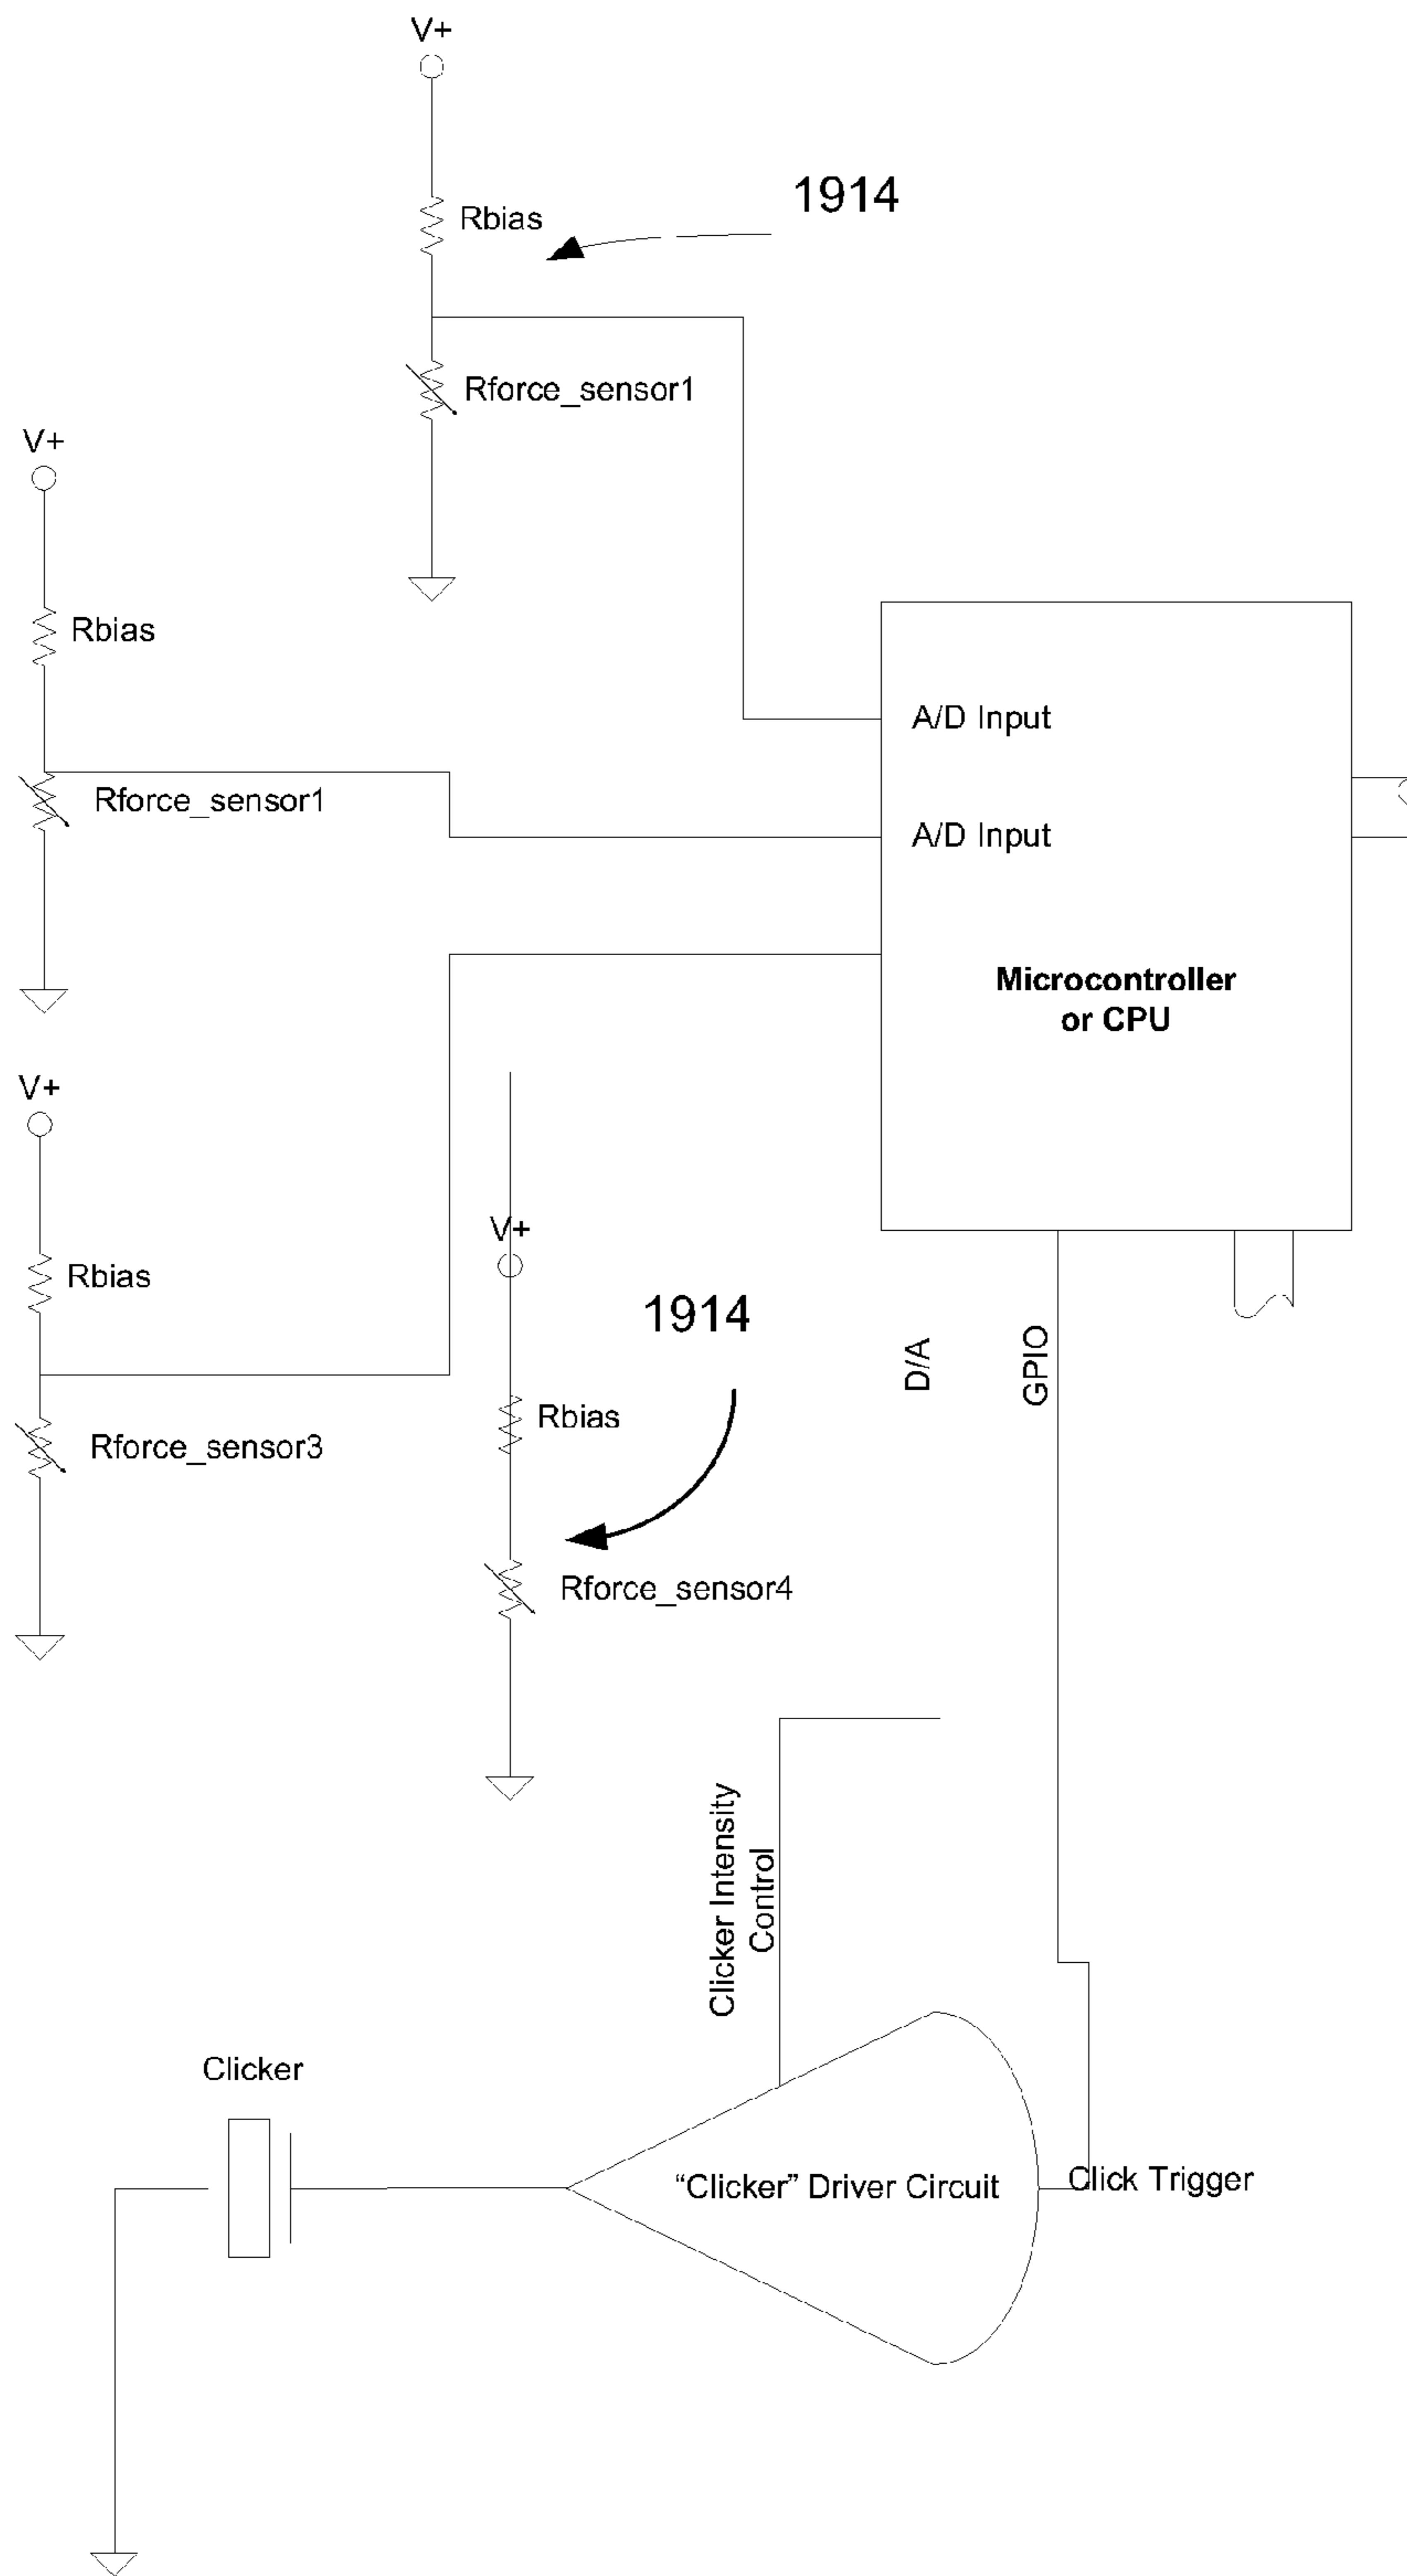 V+
1914
Rbias
Rforce_sensor1
V+
Rbias
A/D Input
Rforce_sensor1
A/D Input
Microcontroller
or CPU
V+
V+
Rbias
1914
D/A
GPIO
Rbias
Rforce_sensor3
Rforce_sensor4
Clicker Intensity
Control
Clicker
“Clicker” Driver Circuit
Click Trigger